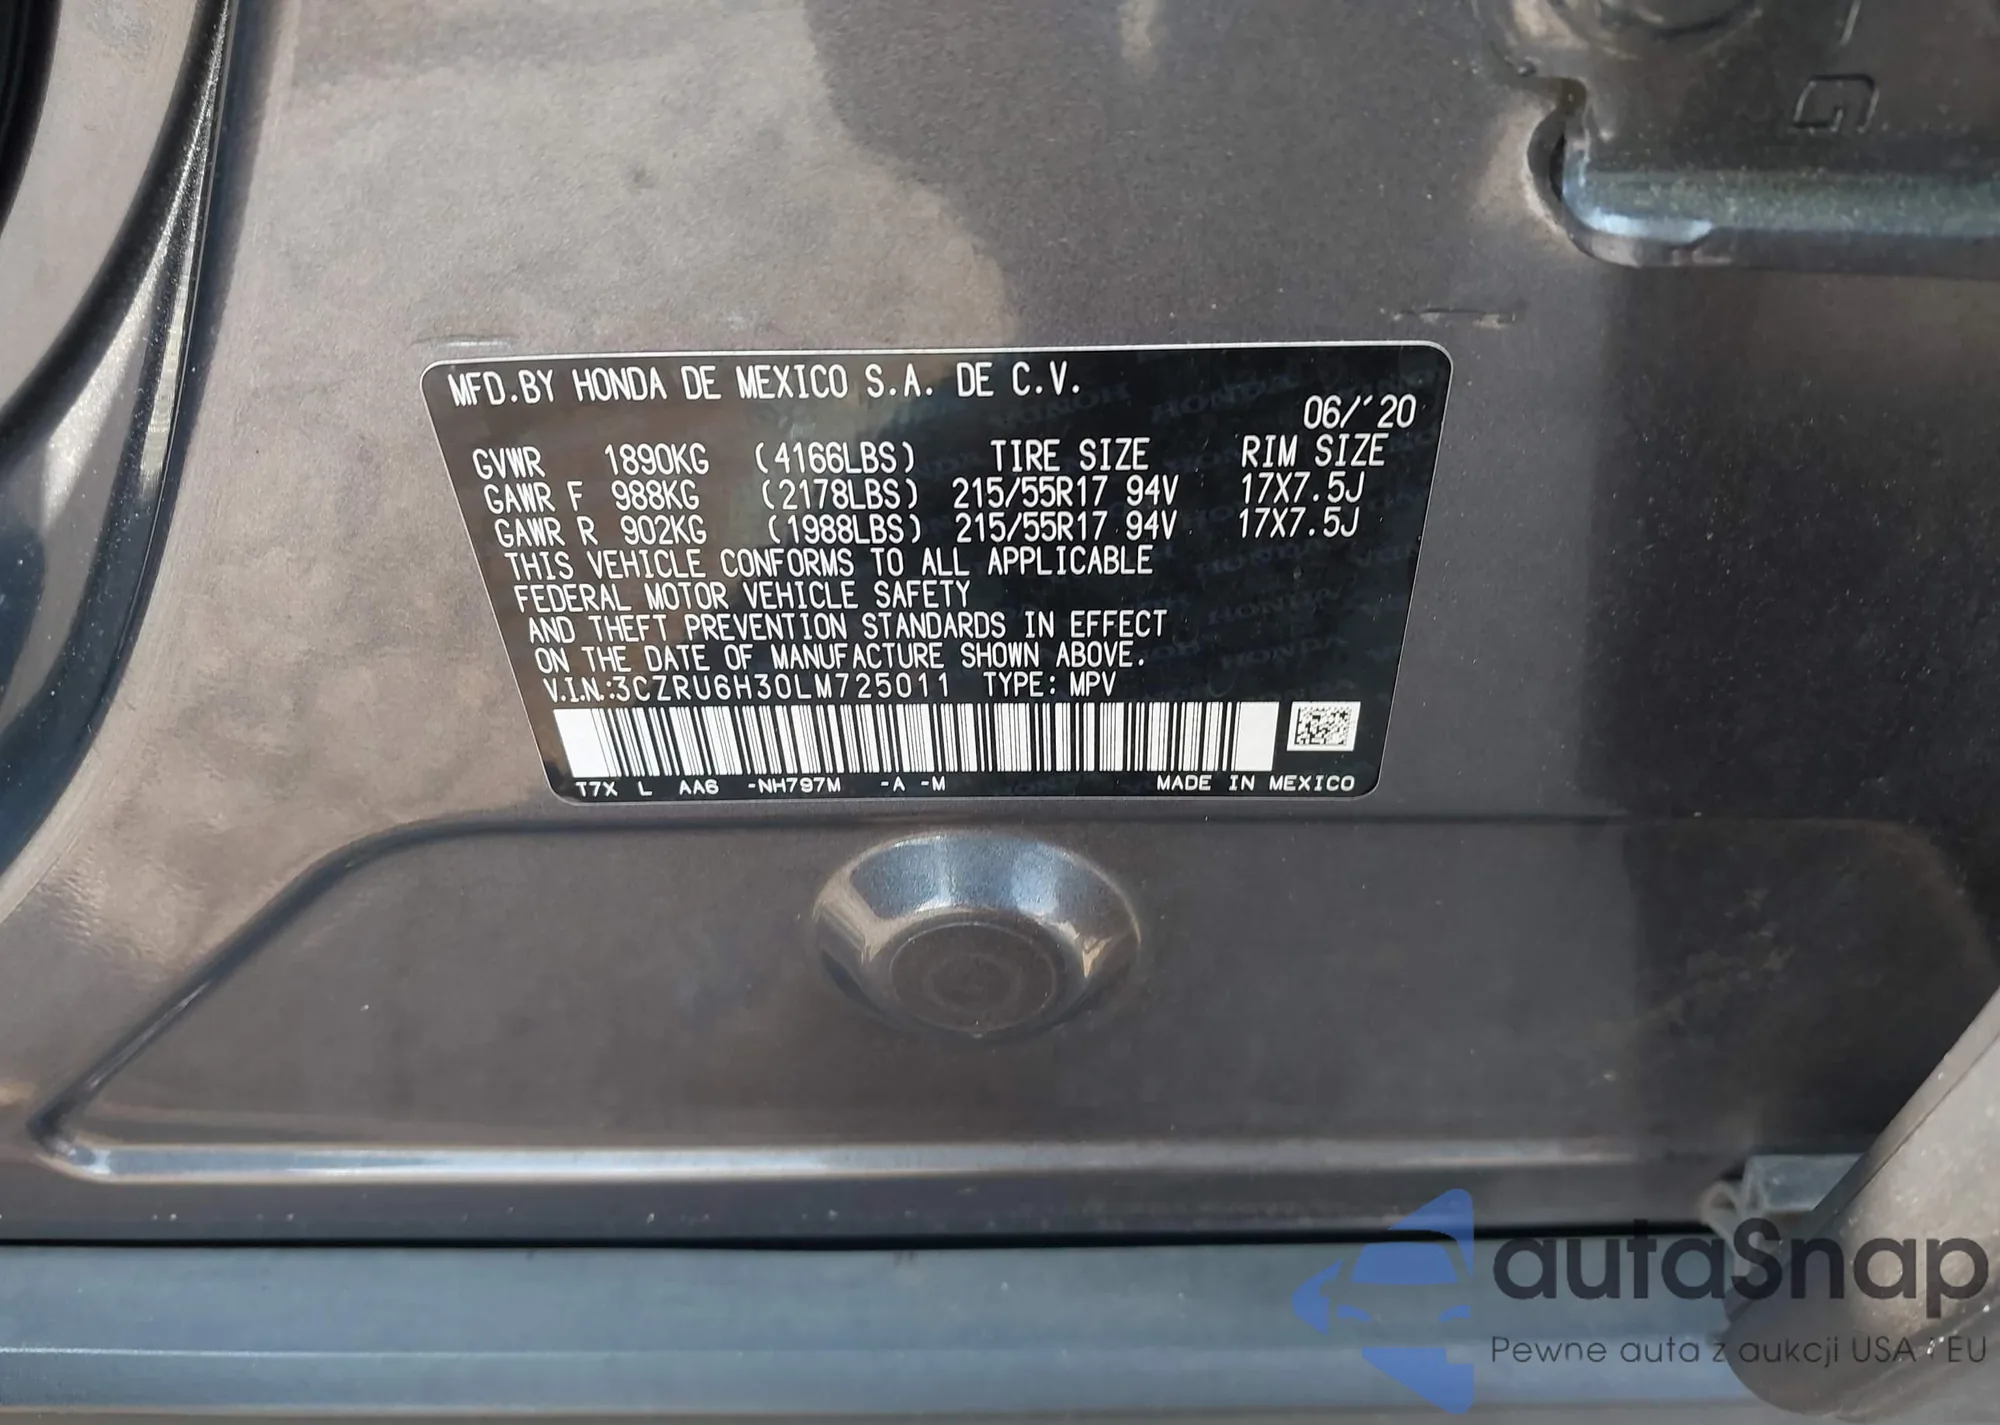 MFD.BY HONDA DE MEXICO S.A. DE C.V.
06/´20
GVWR 1890KG (4166LBS) TIRE SIZE RIM SIZE
GAWR F 988KG (2178LBS) 215/55R17 94V 17X7.5J
GAWR R 902KG (1988LBS) 215/55R17 94V 17X7.5J
THIS VEHICLE CONFORMS TO ALL APPLICABLE
FEDERAL MOTOR VEHICLE SAFETY
AND THEFT PREVENTION STANDARDS IN EFFECT
ON THE DATE OF MANUFACTURE SHOWN ABOVE.
V.I.N.:3CZRU6H30LM725011 TYPE: MPV
T7X L AA6 -NH797M -A -M MADE IN MEXICO
autaSnap
Pewne auta z aukcji USA i EU